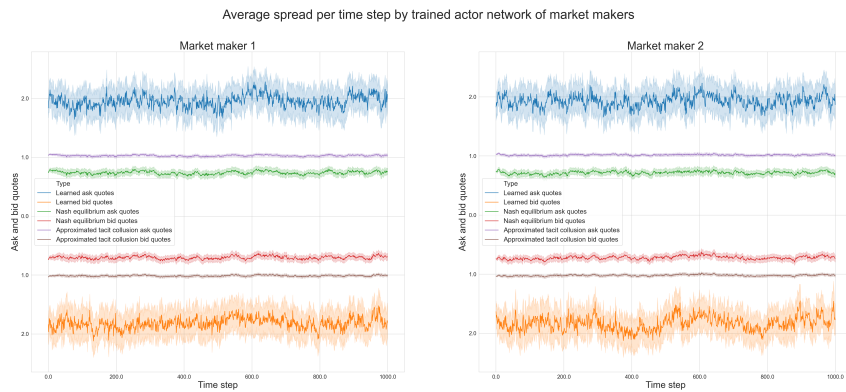 Average spread per time step by trained actor network of market makers
Market maker 1
Ask and bid quotes
2.0
1.0
0.0
1.0
2.0
Type
Learned ask quotes
Learned bid quotes
Nash equilibrium ask quotes
Nash equilibrium bid quotes
Approximated tacit collusion ask quotes
Approximated tacit collusion bid quotes
0.0 200.0 400.0 600.0 800.0 1000.0
Time step
Market maker 2
Ask and bid quotes
2.0
1.0
0.0
1.0
2.0
Type
Learned ask quotes
Learned bid quotes
Nash equilibrium ask quotes
Nash equilibrium bid quotes
Approximated tacit collusion ask quotes
Approximated tacit collusion bid quotes
0.0 200.0 400.0 600.0 800.0 1000.0
Time step